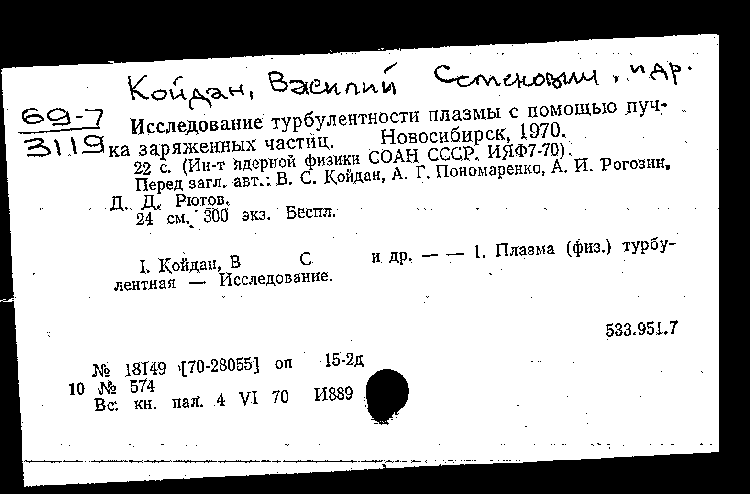 Койдан, Василий Семенович, и др.
69-7
3119
Исследование турбулентности плазмы с помощью пуч-
ка заряженных частиц. Новосибирск, 1970.
22 с. (Ин-т ядерной физики СОАН СССР. ИЯФ7-70).
Перед загл. авт.: В. С. Койдан, А. Г. Пономаренко, А. И. Рогозин,
Д. Д. Рютов.
24 см. 300 экз. Беспл.
I. Койдан, В С и др. — — 1. Плазма (физ.) турбу-
лентная — Исследование.
533.951.7
№ 18149 [70-28055] оп 15-2д
10 № 574
Вс. кн. пал. 4 VI 70 И889